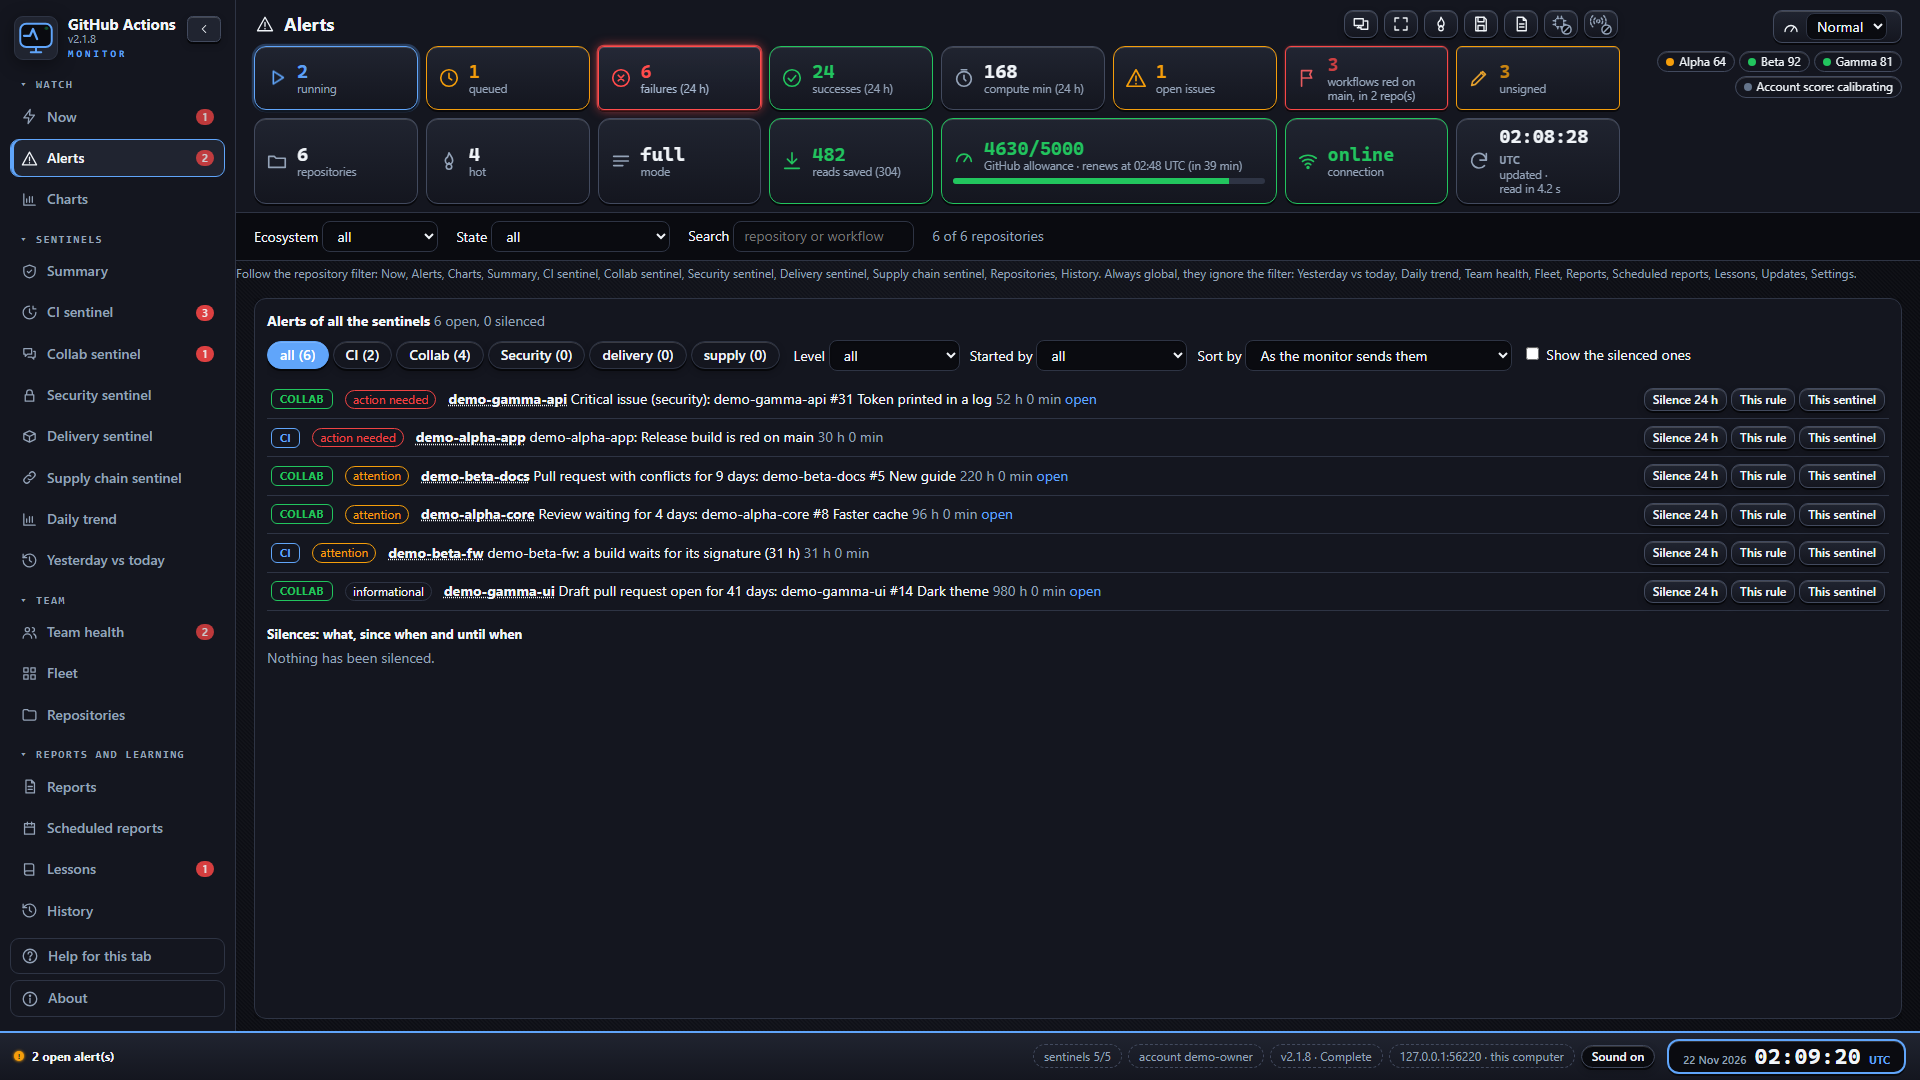 GitHub Actions
v2.1.8
MONITOR
WATCH
Now 1
Alerts 2
Charts
SENTINELS
Summary
CI sentinel 3
Collab sentinel 1
Security sentinel
Delivery sentinel
Supply chain sentinel
Daily trend
Yesterday vs today
TEAM
Team health 2
Fleet
Repositories
REPORTS AND LEARNING
Reports
Scheduled reports
Lessons 1
History
Help for this tab
About
Alerts
Normal
2 running
1 queued
6 failures (24 h)
24 successes (24 h)
168 compute min (24 h)
1 open issues
3 workflows red on main, in 2 repo(s)
3 unsigned
Alpha 64 Beta 92 Gamma 81
Account score: calibrating
6 repositories
4 hot
full mode
482 reads saved (304)
4630/5000 GitHub allowance · renews at 02:48 UTC (in 39 min)
online connection
02:08:28 UTC updated · read in 4.2 s
Ecosystem all State all Search repository or workflow 6 of 6 repositories
Follow the repository filter: Now, Alerts, Charts, Summary, CI sentinel, Collab sentinel, Security sentinel, Delivery sentinel, Supply chain sentinel, Repositories, History. Always global, they ignore the filter: Yesterday vs today, Daily trend, Team health, Fleet, Reports, Scheduled reports, Lessons, Updates, Settings.
Alerts of all the sentinels 6 open, 0 silenced
all (6) CI (2) Collab (4) Security (0) delivery (0) supply (0) Level all Started by all Sort by As the monitor sends them Show the silenced ones
COLLAB action needed demo-gamma-api Critical issue (security): demo-gamma-api #31 Token printed in a log 52 h 0 min open Silence 24 h This rule This sentinel
CI action needed demo-alpha-app demo-alpha-app: Release build is red on main 30 h 0 min Silence 24 h This rule This sentinel
COLLAB attention demo-beta-docs Pull request with conflicts for 9 days: demo-beta-docs #5 New guide 220 h 0 min open Silence 24 h This rule This sentinel
COLLAB attention demo-alpha-core Review waiting for 4 days: demo-alpha-core #8 Faster cache 96 h 0 min open Silence 24 h This rule This sentinel
CI attention demo-beta-fw demo-beta-fw: a build waits for its signature (31 h) 31 h 0 min Silence 24 h This rule This sentinel
COLLAB informational demo-gamma-ui Draft pull request open for 41 days: demo-gamma-ui #14 Dark theme 980 h 0 min open Silence 24 h This rule This sentinel
Silences: what, since when and until when
Nothing has been silenced.
2 open alert(s)
sentinels 5/5 account demo-owner v2.1.8 · Complete 127.0.0.1:56220 · this computer Sound on 22 Nov 2026 02:09:20 UTC